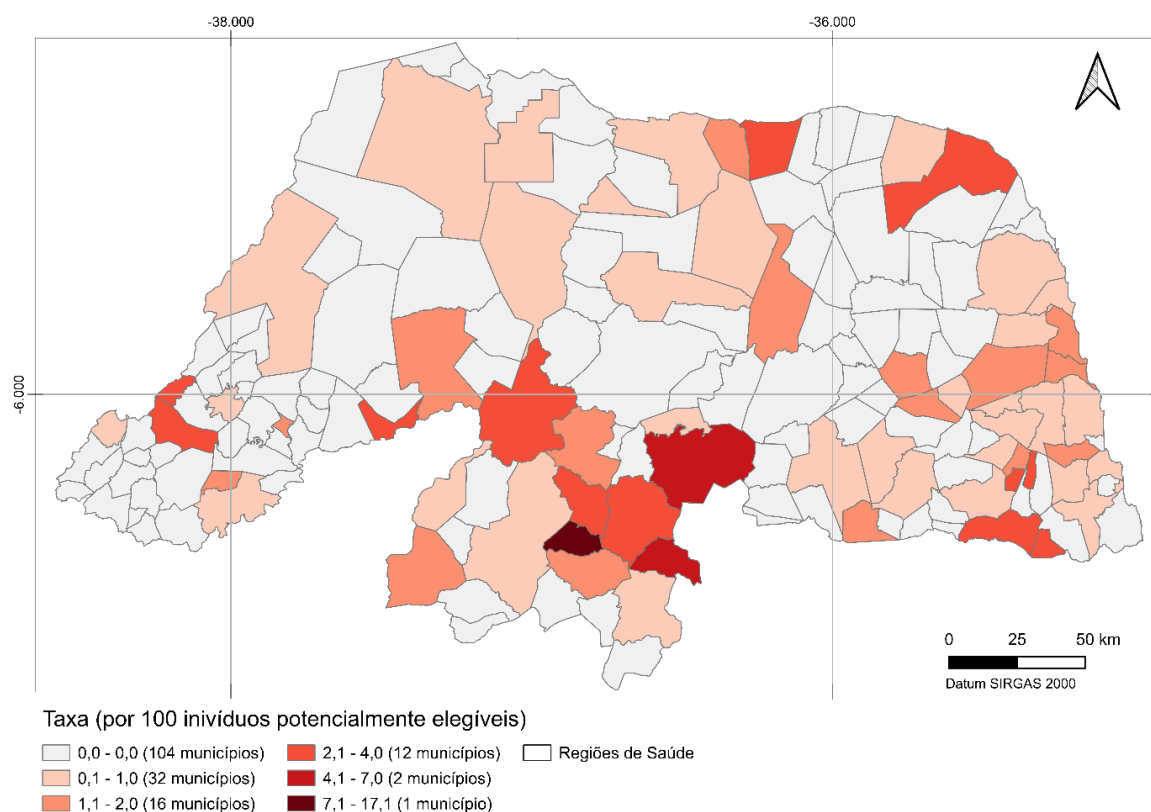 -38.000 -36.000
-6.000
0 25 50 km
Datum SIRGAS 2000
Taxa (por 100 inivíduos potencialmente elegíveis)
0,0 - 0,0 (104 municípios) 2,1 - 4,0 (12 municípios) Regiões de Saúde
0,1 - 1,0 (32 municípios) 4,1 - 7,0 (2 municípios)
1,1 - 2,0 (16 municípios) 7,1 - 17,1 (1 município)